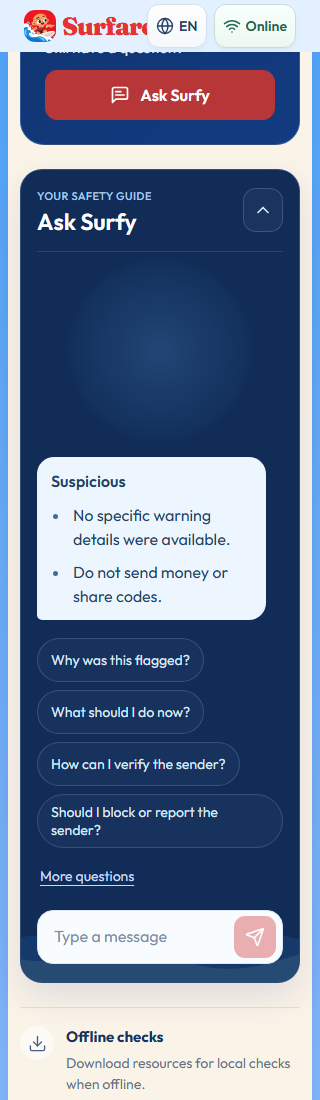 EN
Online
Ask Surfy
YOUR SAFETY GUIDE
Ask Surfy
Suspicious
• No specific warning
details were available.
• Do not send money or
share codes.
Why was this flagged?
What should I do now?
How can I verify the sender?
Should I block or report the
sender?
More questions
Type a message
Offline checks
Download resources for local checks
when offline.